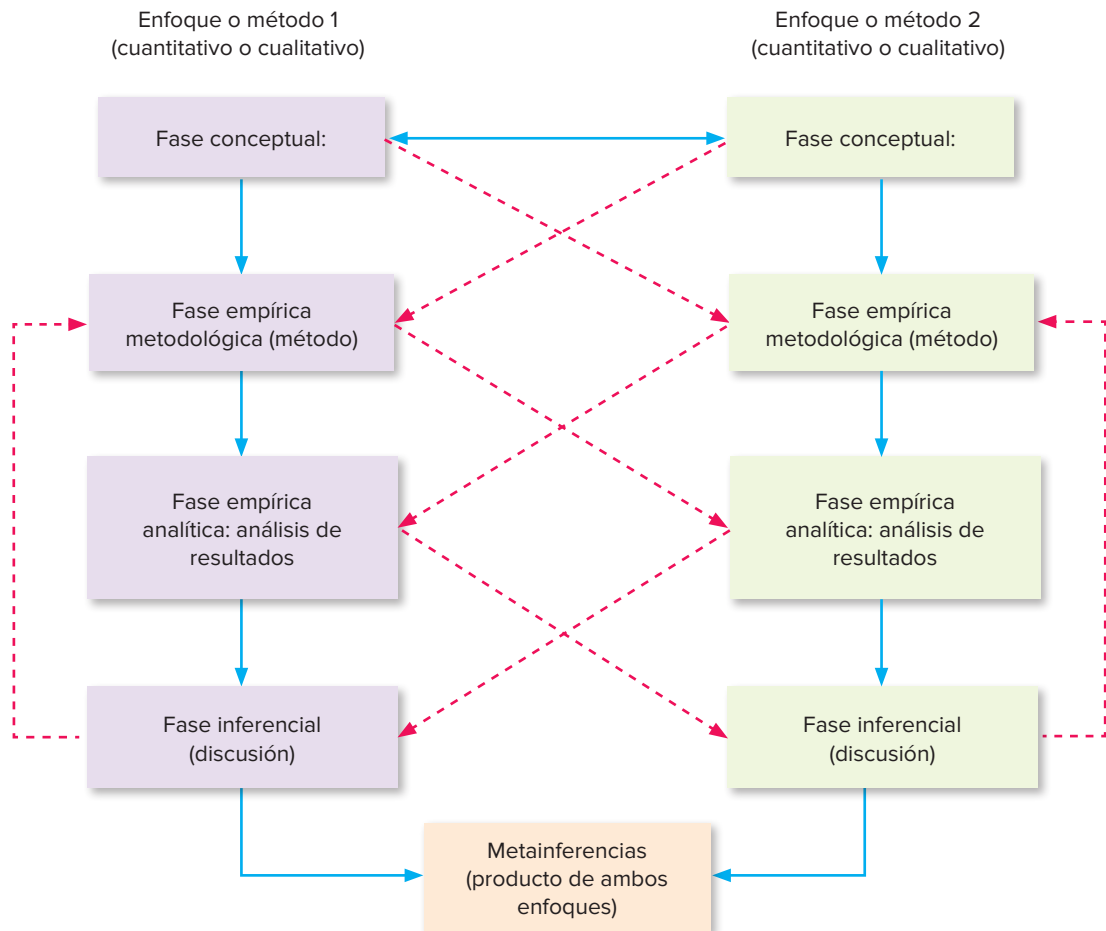 Enfoque o método 1
(cuantitativo o cualitativo)
Enfoque o método 2
(cuantitativo o cualitativo)
Fase conceptual:
Fase conceptual:
Fase empírica
metodológica (método)
Fase empírica
metodológica (método)
Fase empírica
analítica: análisis de
resultados
Fase empírica
analítica: análisis de
resultados
Fase inferencial
(discusión)
Fase inferencial
(discusión)
Metainferencias
(producto de ambos
enfoques)